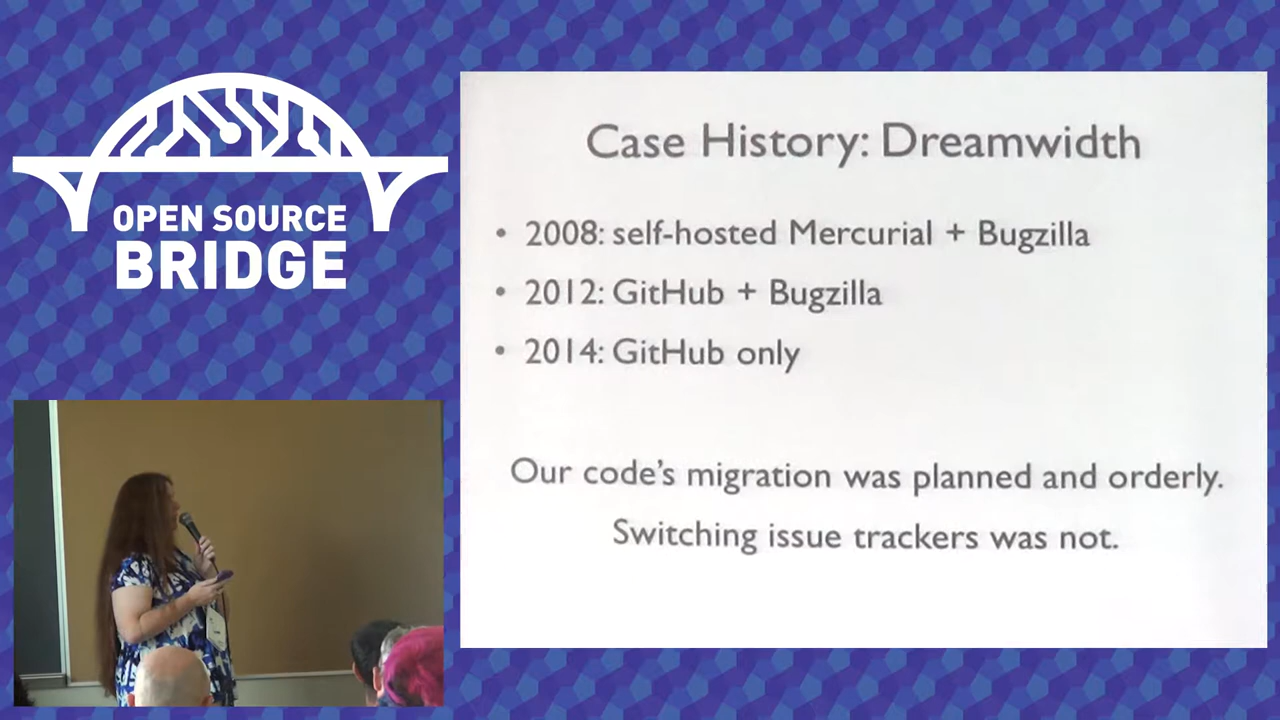 OPEN SOURCE
BRIDGE
Case History: Dreamwidth
• 2008: self-hosted Mercurial + Bugzilla
• 2012: GitHub + Bugzilla
• 2014: GitHub only
Our code's migration was planned and orderly.
Switching issue trackers was not.